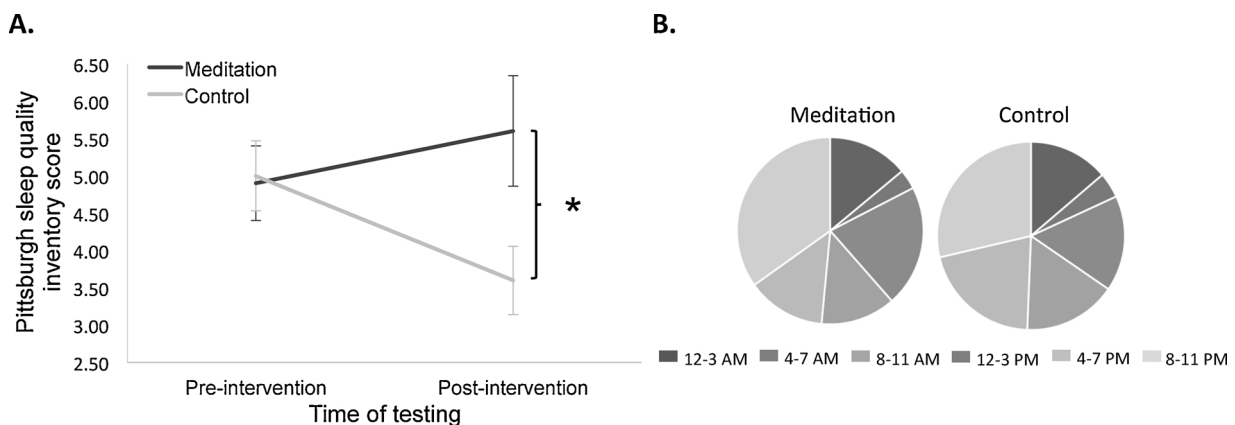 A.
6.50
6.00
5.50
5.00
4.50
4.00
3.50
3.00
2.50
Pittsburgh sleep quality
inventory score
Meditation
Control
*
Pre-intervention Post-intervention
Time of testing
B.
Meditation Control
12-3 AM 4-7 AM 8-11 AM 12-3 PM 4-7 PM 8-11 PM